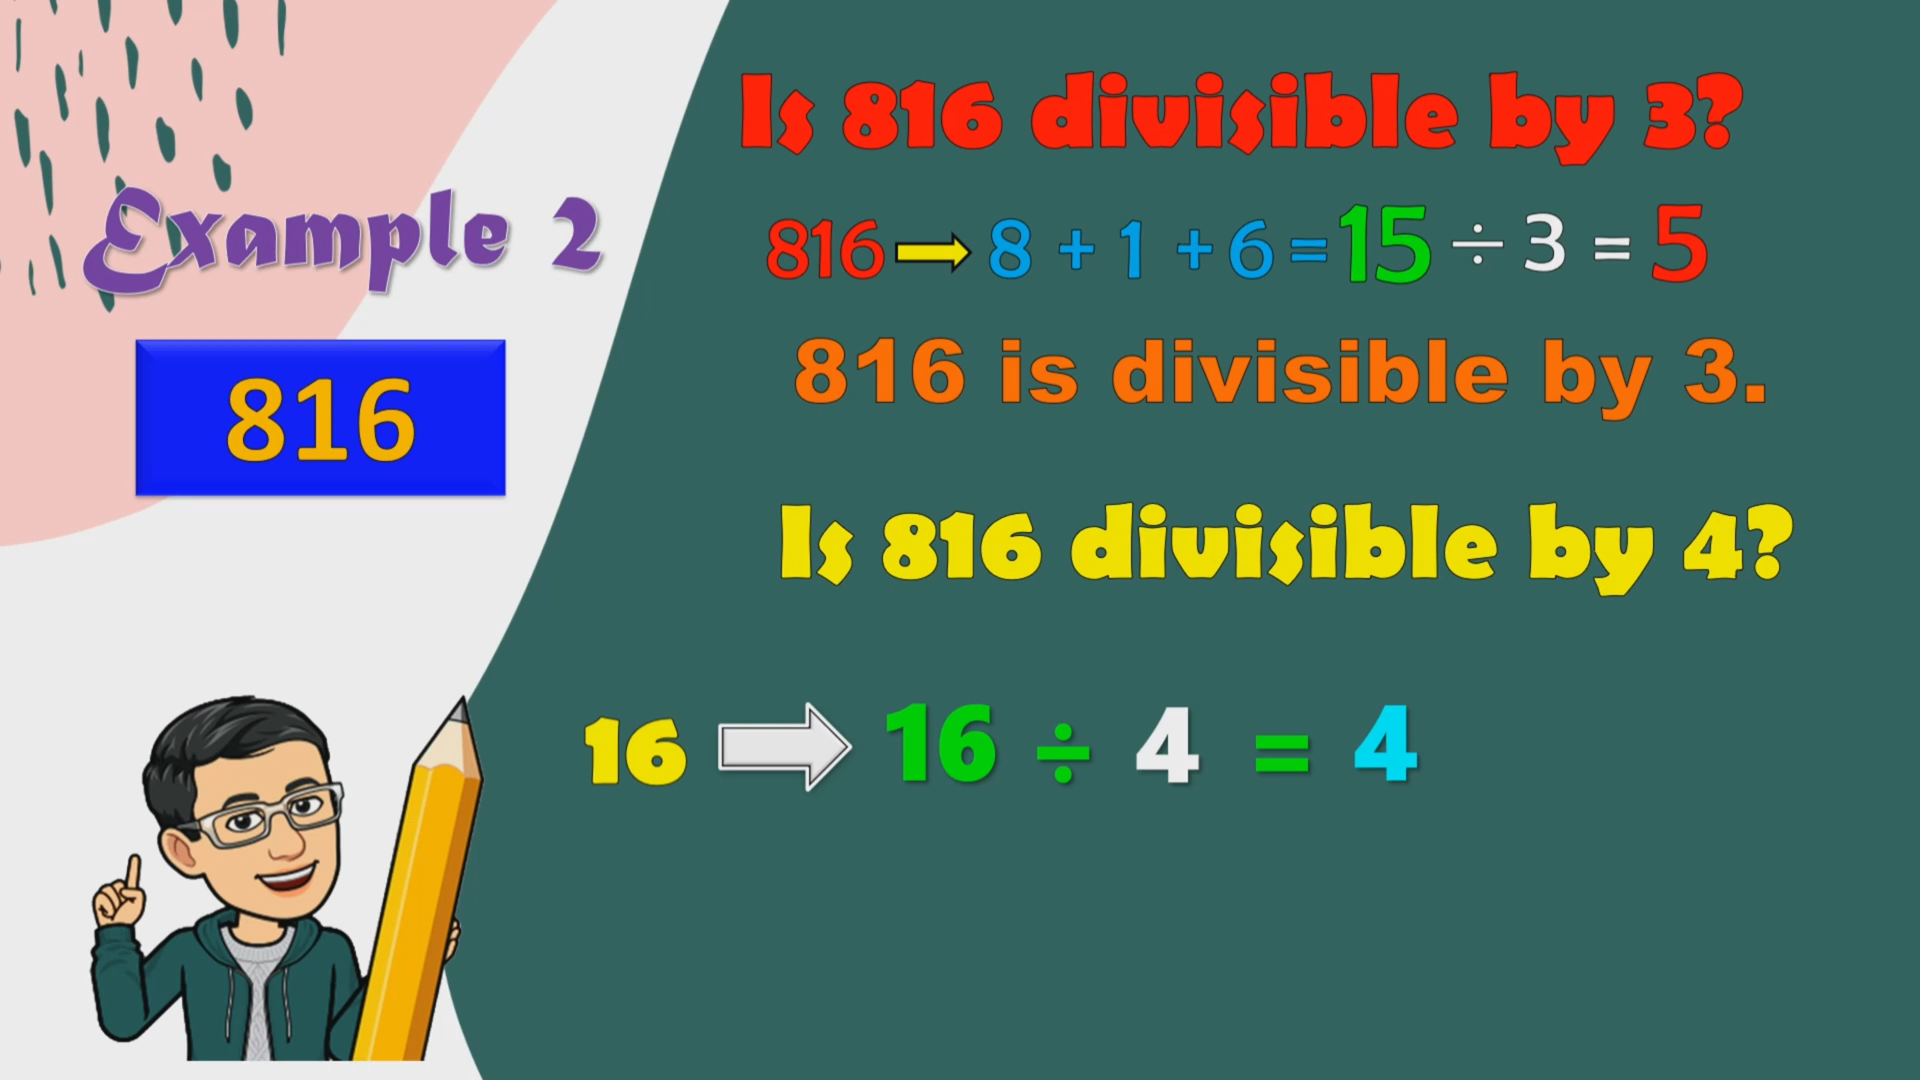 Example 2
816
Is 816 divisible by 3?
816 8 + 1 + 6 = 15 ÷ 3 = 5
816 is divisible by 3.
Is 816 divisible by 4?
16 16 ÷ 4 = 4